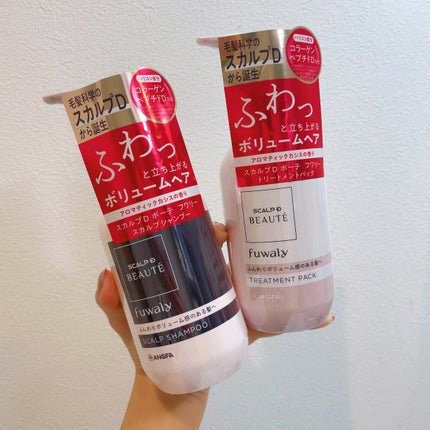 毛髪科学の
スカルプD
から誕生
コラーゲン
ペプチドD
ふわっ
と立ち上がる
ボリュームヘア
アロマティックカシスの香り
スカルプD ボーテ フワリー
スカルプシャンプー
SCALP D
BEAUTÉ
fuwaly
ふんわりボリューム感のある髪へ
SCALP SHAMPOO
ANGFA
毛髪科学の
スカルプD
から誕生
コラーゲン
ペプチドD
ふわっ
と立ち上がる
ボリュームヘア
アロマティックカシスの香り
スカルプD ボーテ フワリー
トリートメントパック
SCALP D
BEAUTÉ
fuwaly
ふんわりボリューム感のある髪へ
TREATMENT PACK
ANGFA